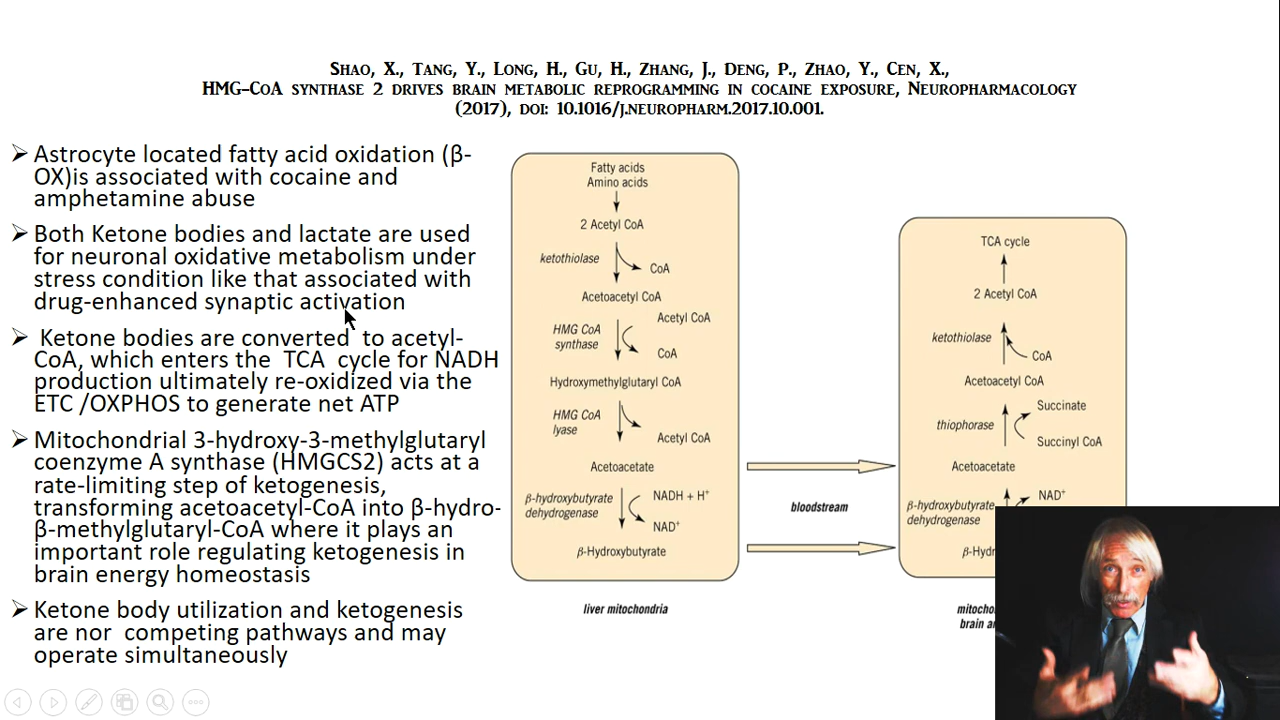 Shao, X., Tang, Y., Long, H., Gu, H., Zhang, J., Deng, P., Zhao, Y., Cen, X.,
HMG-CoA synthase 2 drives brain metabolic reprogramming in cocaine exposure, Neuropharmacology
(2017), doi: 10.1016/j.neuropharm.2017.10.001.
Astrocyte located fatty acid oxidation (β-
OX)is associated with cocaine and
amphetamine abuse
Both Ketone bodies and lactate are used
for neuronal oxidative metabolism under
stress condition like that associated with
drug-enhanced synaptic activation
Ketone bodies are converted to acetyl-
CoA, which enters the TCA cycle for NADH
production ultimately re-oxidized via the
ETC /OXPHOS to generate net ATP
Mitochondrial 3-hydroxy-3-methylglutaryl
coenzyme A synthase (HMGCS2) acts at a
rate-limiting step of ketogenesis,
transforming acetoacetyl-CoA into β-hydro-
β-methylglutaryl-CoA where it plays an
important role regulating ketogenesis in
brain energy homeostasis
Ketone body utilization and ketogenesis
are nor competing pathways and may
operate simultaneously
Fatty acids
Amino acids
2 Acetyl CoA
ketothiolase
CoA
Acetoacetyl CoA
HMG CoA
synthase
Acetyl CoA
CoA
Hydroxymethylglutaryl CoA
HMG CoA
lyase
Acetyl CoA
Acetoacetate
β-hydroxybutyrate
dehydrogenase
NADH + H⁺
NAD⁺
β-Hydroxybutyrate
liver mitochondria
bloodstream
TCA cycle
2 Acetyl CoA
ketothiolase
CoA
Acetoacetyl CoA
thiophorase
Succinate
Succinyl CoA
Acetoacetate
β-hydroxybutyrate
dehydrogenase
NAD⁺
β-Hydr
mitocho
brain a